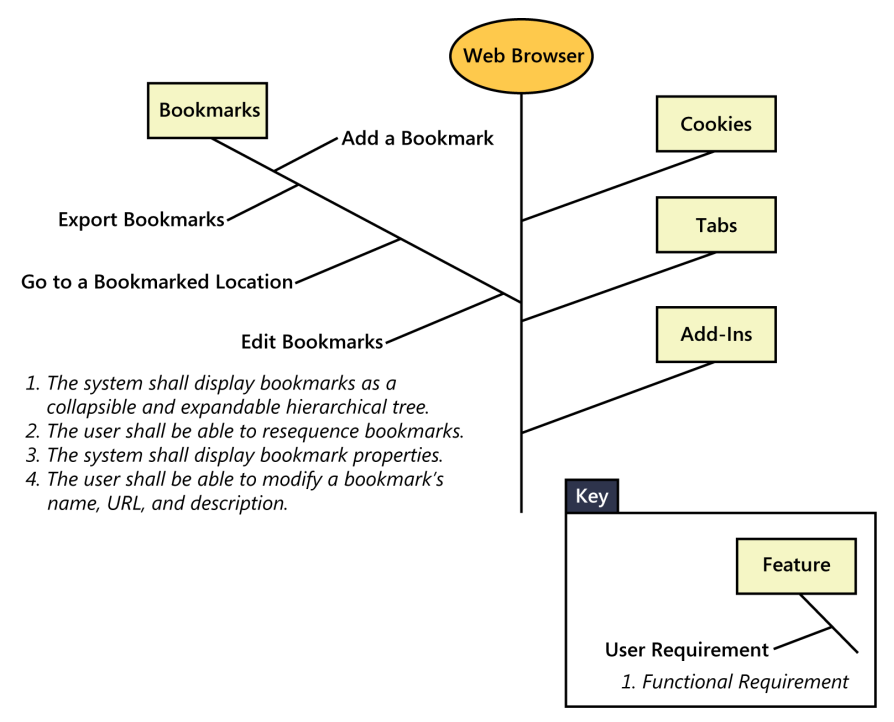 Web Browser
Bookmarks
Add a Bookmark
Export Bookmarks
Go to a Bookmarked Location
Edit Bookmarks
1. The system shall display bookmarks as a
collapsible and expandable hierarchical tree.
2. The user shall be able to resequence bookmarks.
3. The system shall display bookmark properties.
4. The user shall be able to modify a bookmark's
name, URL, and description.
Cookies
Tabs
Add-Ins
Key
Feature
User Requirement
1. Functional Requirement